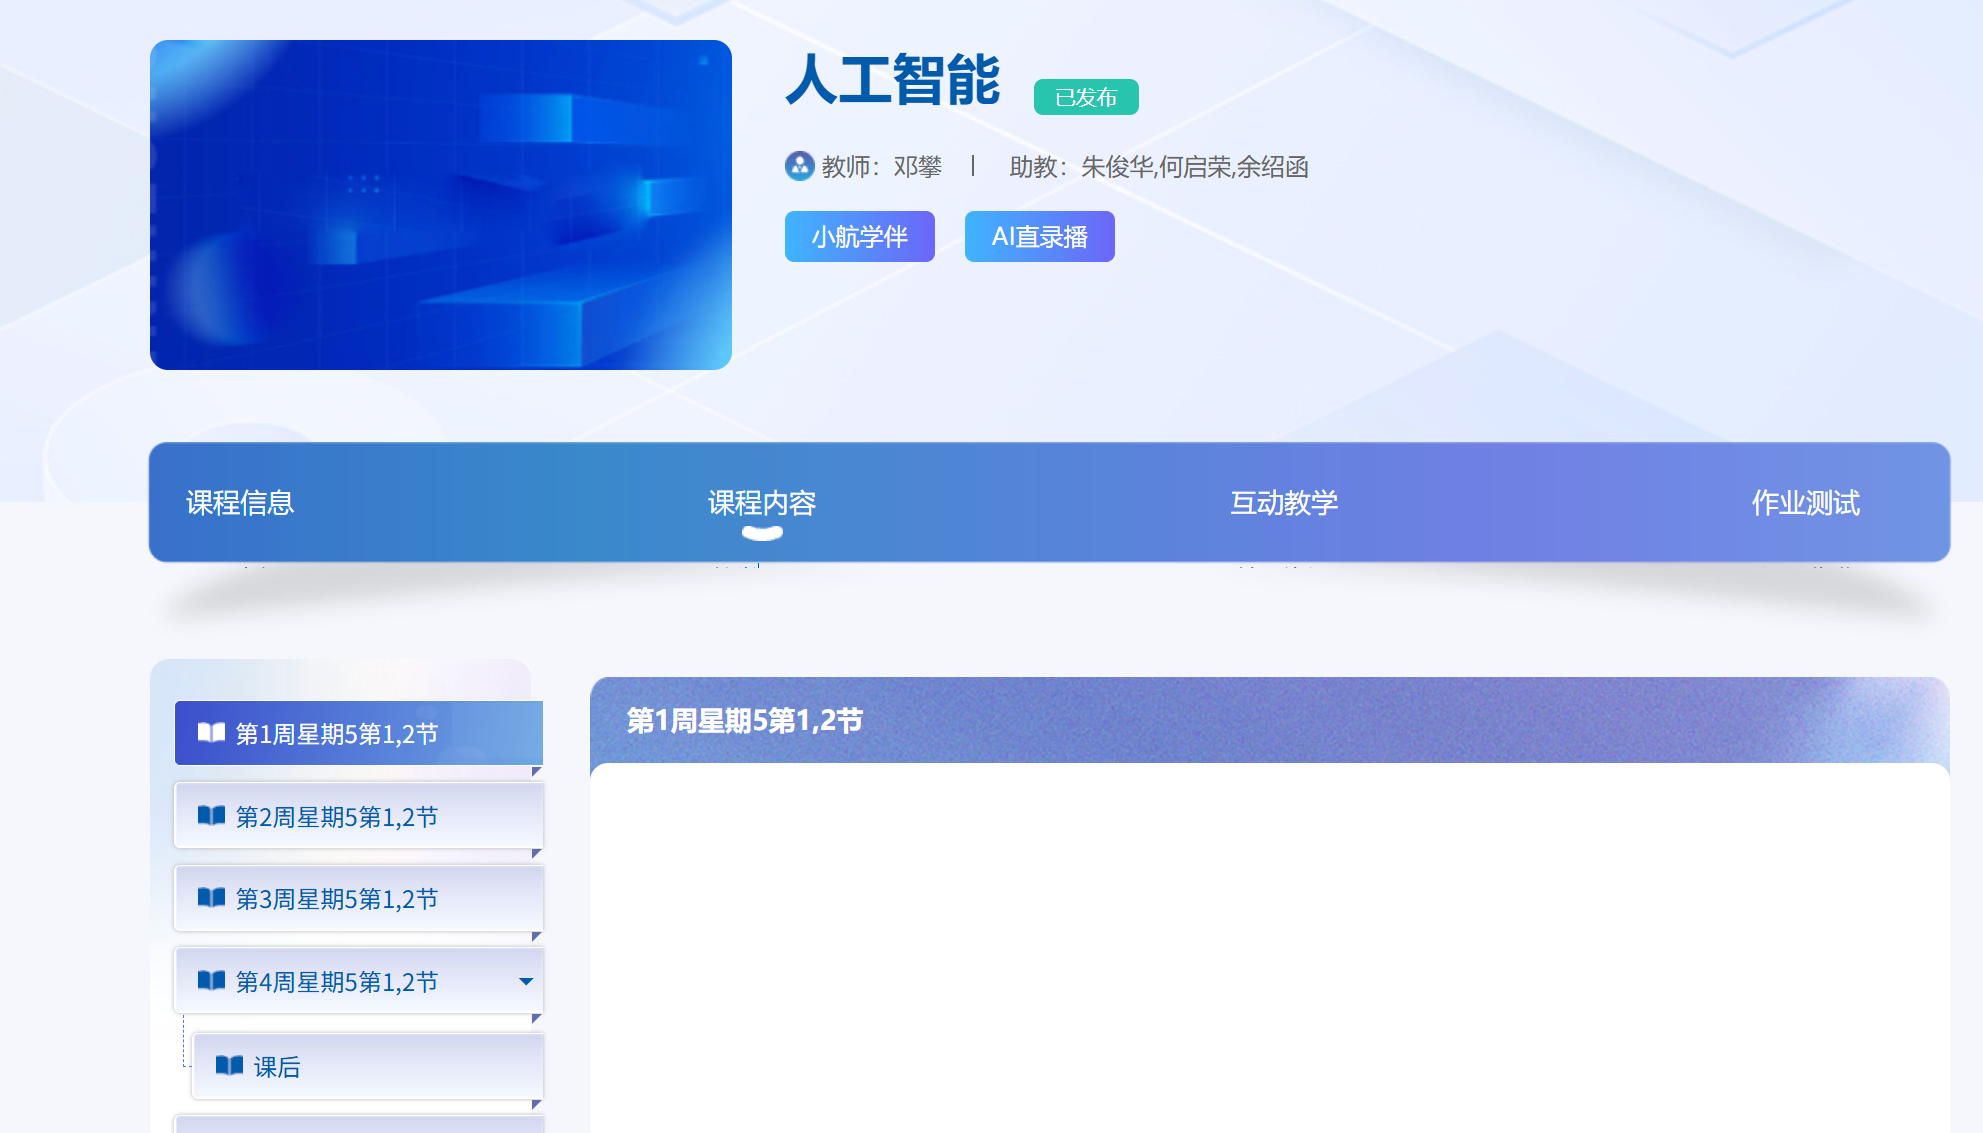 人工智能 已发布
教师：邓攀 | 助教：朱俊华,何启荣,余绍函
小航学伴 AI直录播
课程信息 课程内容 互动教学 作业测试
第1周星期5第1,2节
第2周星期5第1,2节
第3周星期5第1,2节
第4周星期5第1,2节
课后
第1周星期5第1,2节